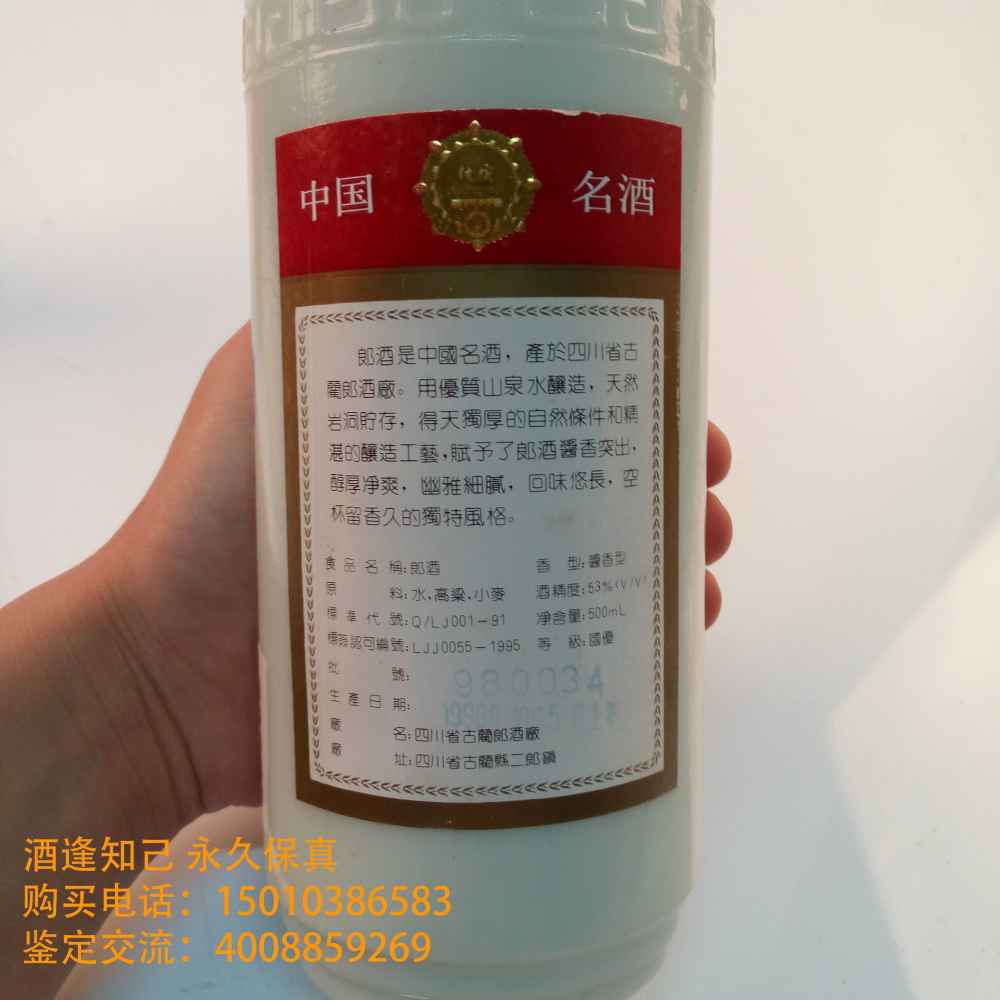 中国 名酒
郎酒是中國名酒，產於四川省古
藺郎酒廠。用優質山泉水釀造，天然
岩洞貯存，得天獨厚的自然條件和精
湛的釀造工藝，賦予了郎酒醬香突出，
醇厚净爽，幽雅細膩，回味悠長，空
杯留香久的獨特風格。
食品名稱：郎酒 香型：醬香型
原料：水、高粱、小麥 酒精度：53%(V/V)
標準代號：Q/LJ001-91 净含量：500mL
標簽認可編號：LJJ0055-1995 等級：國優
批號： 980034
生產日期：
廠名：四川省古藺郎酒廠
廠址：四川省古藺縣二郎鎮
酒逢知己 永久保真
购买电话：15010386583
鉴定交流：4008859269